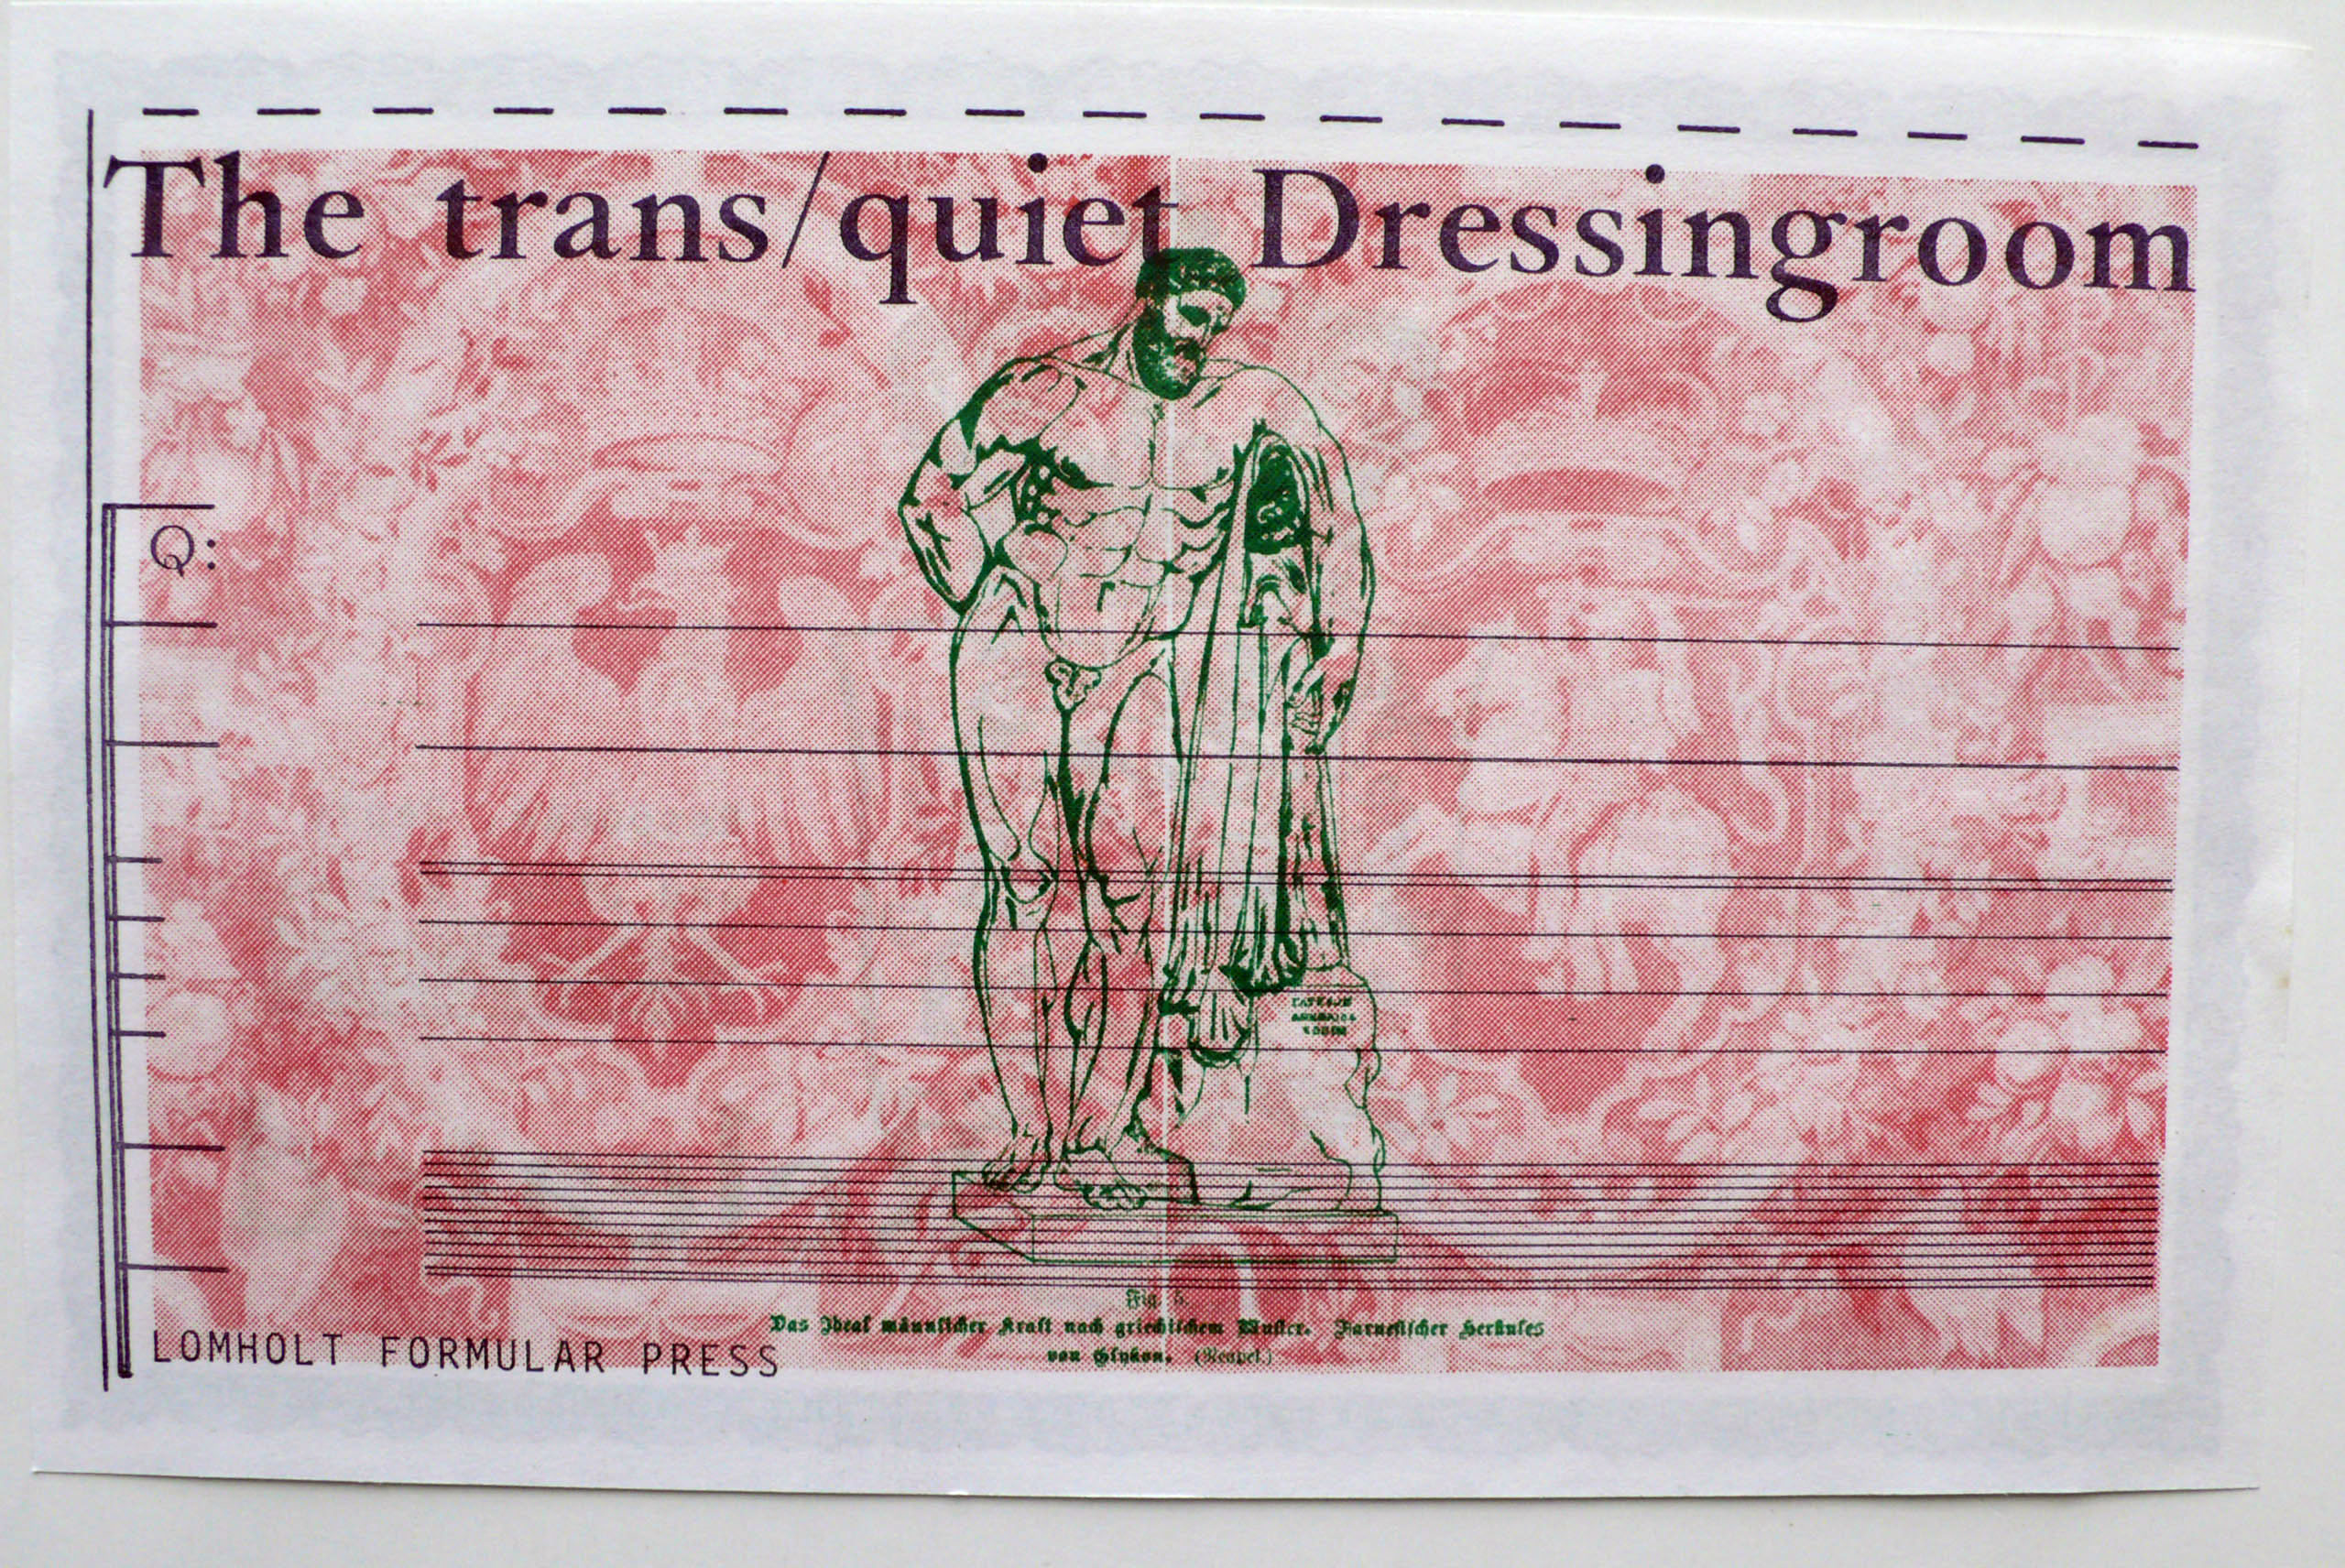 The trans/quiet Dressingroom
Q:
Fig. 5.
Das Ideal männlicher Kraft nach griechischem Muster. Farnesischer Herkules
von Glykon. (Neapel.)
LOMHOLT FORMULAR PRESS